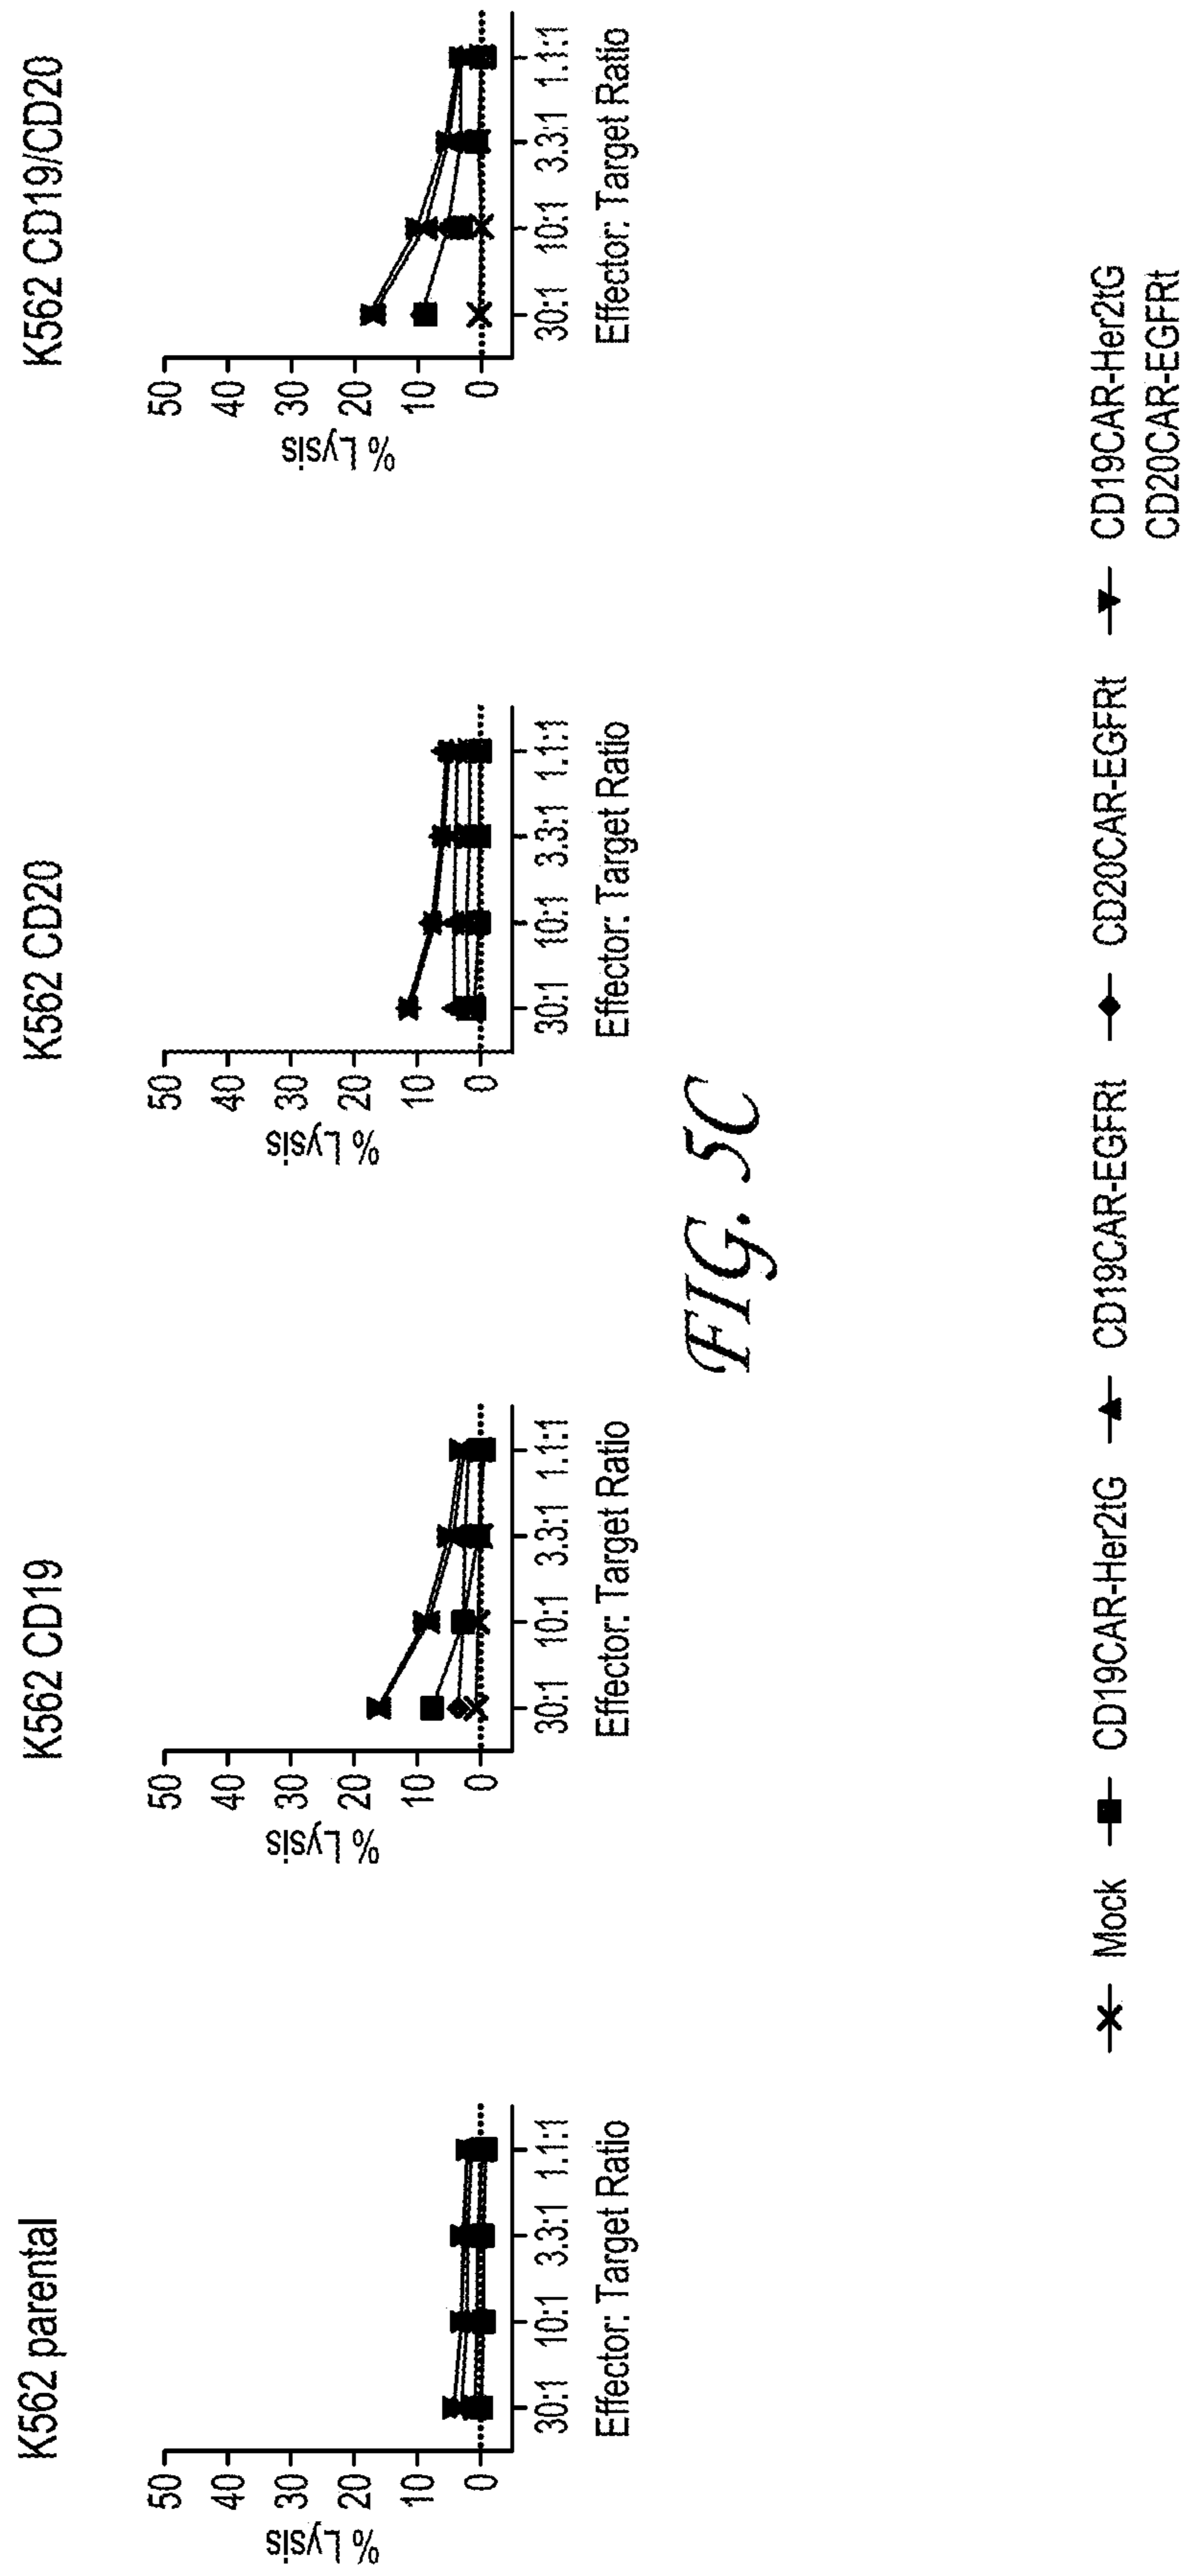 K562 parental
50
40
30
20
10
0
% Lysis
30:1 10:1 3.3:1 1.1:1
Effector: Target Ratio
K562 CD19
50
40
30
20
10
0
% Lysis
30:1 10:1 3.3:1 1.1:1
Effector: Target Ratio
K562 CD20
50
40
30
20
10
0
% Lysis
30:1 10:1 3.3:1 1.1:1
Effector: Target Ratio
K562 CD19/CD20
50
40
30
20
10
0
% Lysis
30:1 10:1 3.3:1 1.1:1
Effector: Target Ratio
FIG. 5C
Mock CD19CAR-Her2tG CD19CAR-EGFRt CD20CAR-EGFRt CD19CAR-Her2tG
CD20CAR-EGFRt